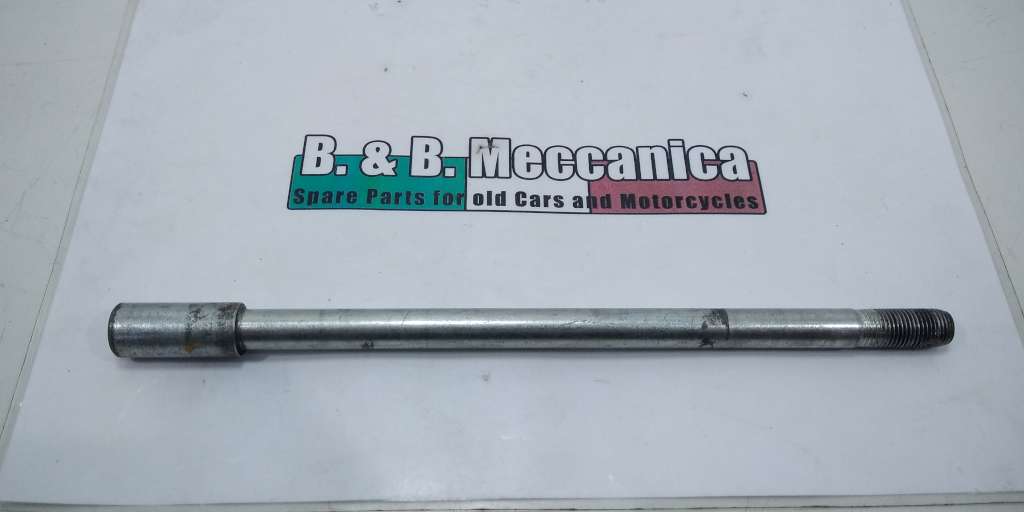 B. & B. Meccanica
Spare Parts for old Cars and Motorcycles